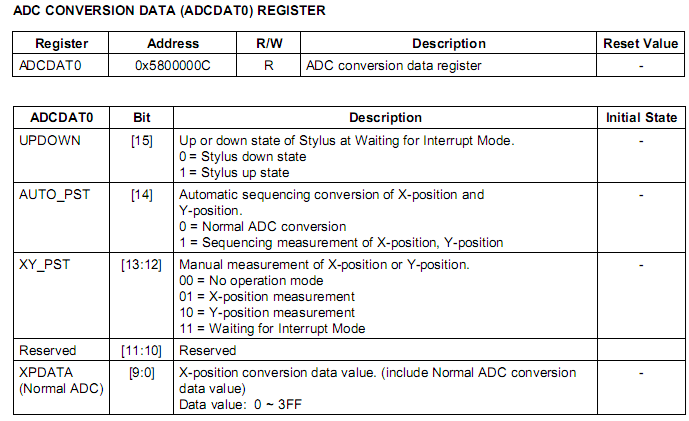 ADC CONVERSION DATA (ADCDAT0) REGISTER
Register Address R/W Description Reset Value
ADCDAT0 0x5800000C R ADC conversion data register -
ADCDAT0 Bit Description Initial State
UPDOWN [15] Up or down state of Stylus at Waiting for Interrupt Mode. -
0 = Stylus down state
1 = Stylus up state
AUTO_PST [14] Automatic sequencing conversion of X-position and -
Y-position.
0 = Normal ADC conversion
1 = Sequencing measurement of X-position, Y-position
XY_PST [13:12] Manual measurement of X-position or Y-position. -
00 = No operation mode
01 = X-position measurement
10 = Y-position measurement
11 = Waiting for Interrupt Mode
Reserved [11:10] Reserved
XPDATA [9:0] X-position conversion data value. (include Normal ADC conversion -
(Normal ADC) data value)
Data value: 0 ~ 3FF